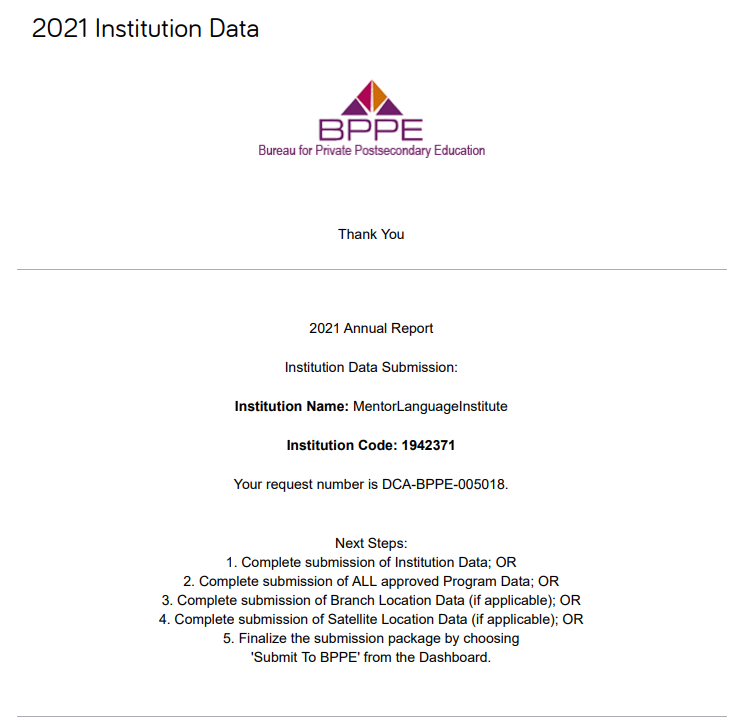 2021 Institution Data
BPPE
Bureau for Private Postsecondary Education
Thank You
2021 Annual Report
Institution Data Submission:
Institution Name: MentorLanguageInstitute
Institution Code: 1942371
Your request number is DCA-BPPE-005018.
Next Steps:
1. Complete submission of Institution Data; OR
2. Complete submission of ALL approved Program Data; OR
3. Complete submission of Branch Location Data (if applicable); OR
4. Complete submission of Satellite Location Data (if applicable); OR
5. Finalize the submission package by choosing
'Submit To BPPE' from the Dashboard.